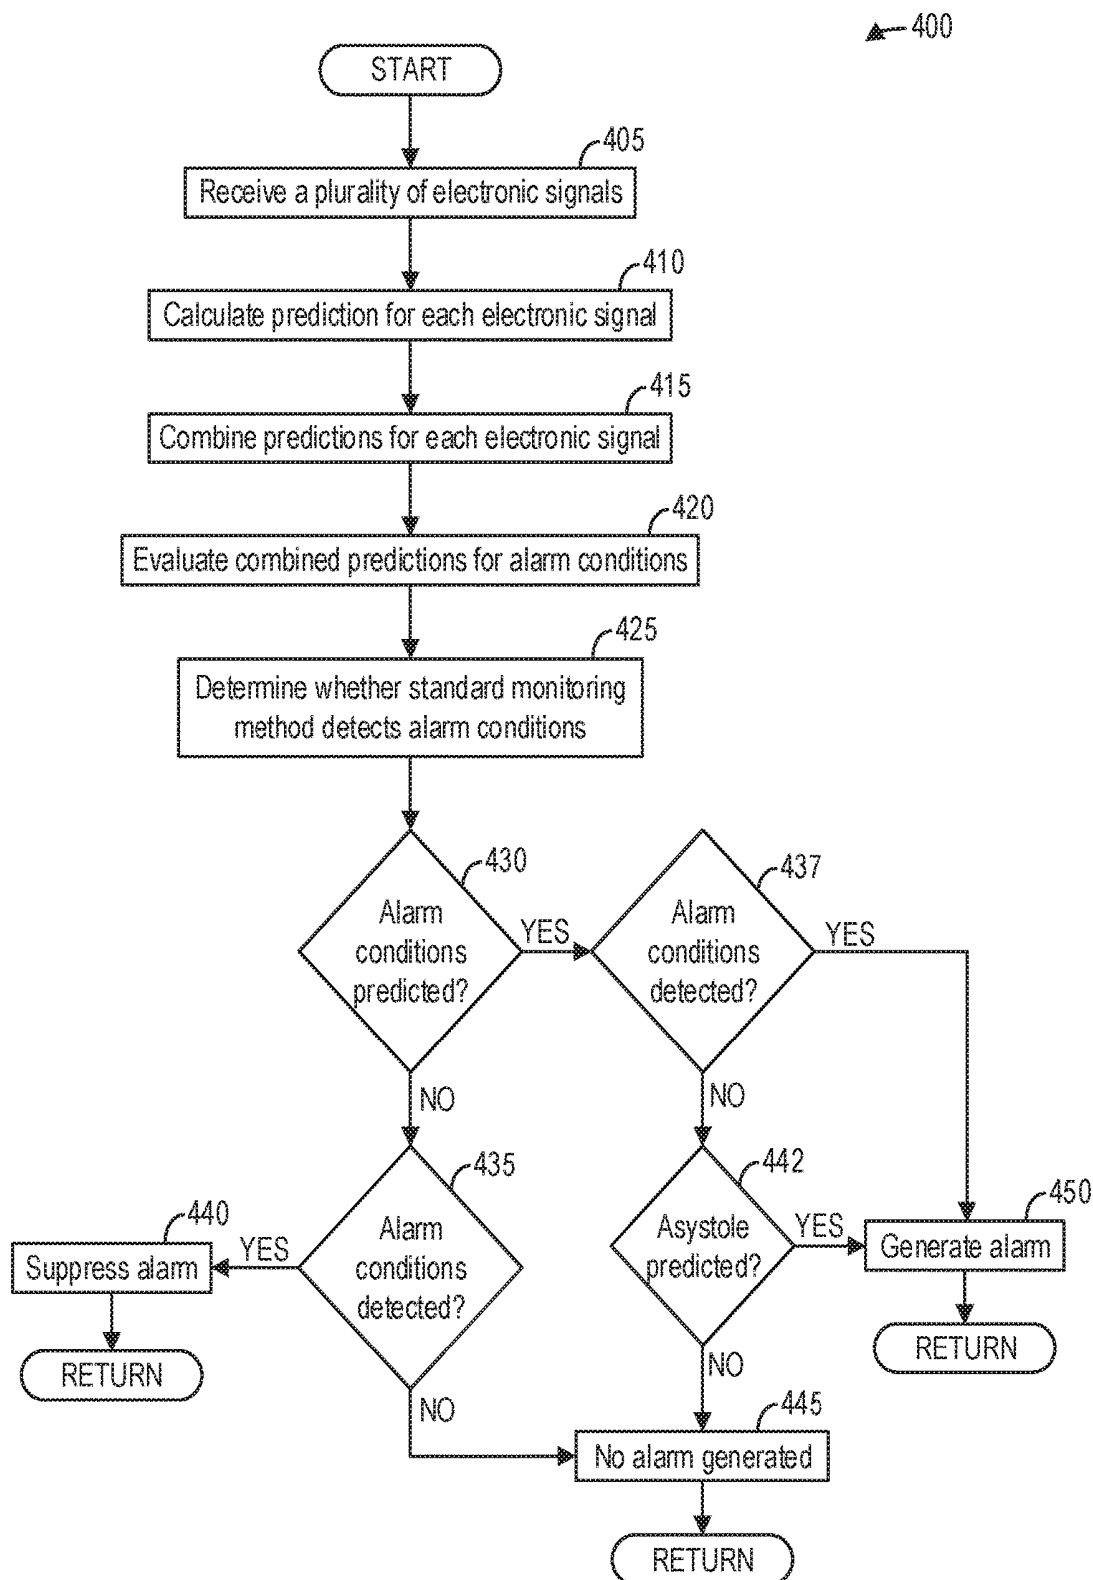 400
START
405
Receive a plurality of electronic signals
410
Calculate prediction for each electronic signal
415
Combine predictions for each electronic signal
420
Evaluate combined predictions for alarm conditions
425
Determine whether standard monitoring
method detects alarm conditions
430
Alarm
conditions
predicted?
YES
NO
437
Alarm
conditions
detected?
YES
NO
435
Alarm
conditions
detected?
YES
NO
440
Suppress alarm
RETURN
442
Asystole
predicted?
YES
NO
450
Generate alarm
RETURN
445
No alarm generated
RETURN